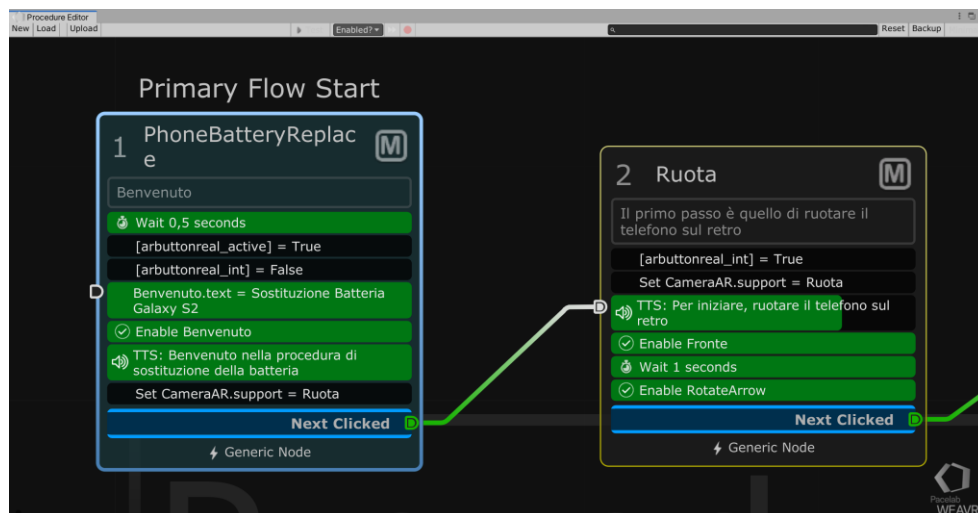 Procedure Editor
New Load Upload
Enabled?
Reset Backup
Primary Flow Start
1 PhoneBatteryReplac
e
M
Benvenuto
Wait 0,5 seconds
[arbuttonreal_active] = True
[arbuttonreal_int] = False
Benvenuto.text = Sostituzione Batteria
Galaxy S2
Enable Benvenuto
TTS: Benvenuto nella procedura di
sostituzione della batteria
Set CameraAR.support = Ruota
Next Clicked
Generic Node
2 Ruota
M
Il primo passo è quello di ruotare il
telefono sul retro
[arbuttonreal_int] = True
Set CameraAR.support = Ruota
TTS: Per iniziare, ruotare il telefono sul
retro
Enable Fronte
Wait 1 seconds
Enable RotateArrow
Next Clicked
Generic Node
Pacelab
WEAVR